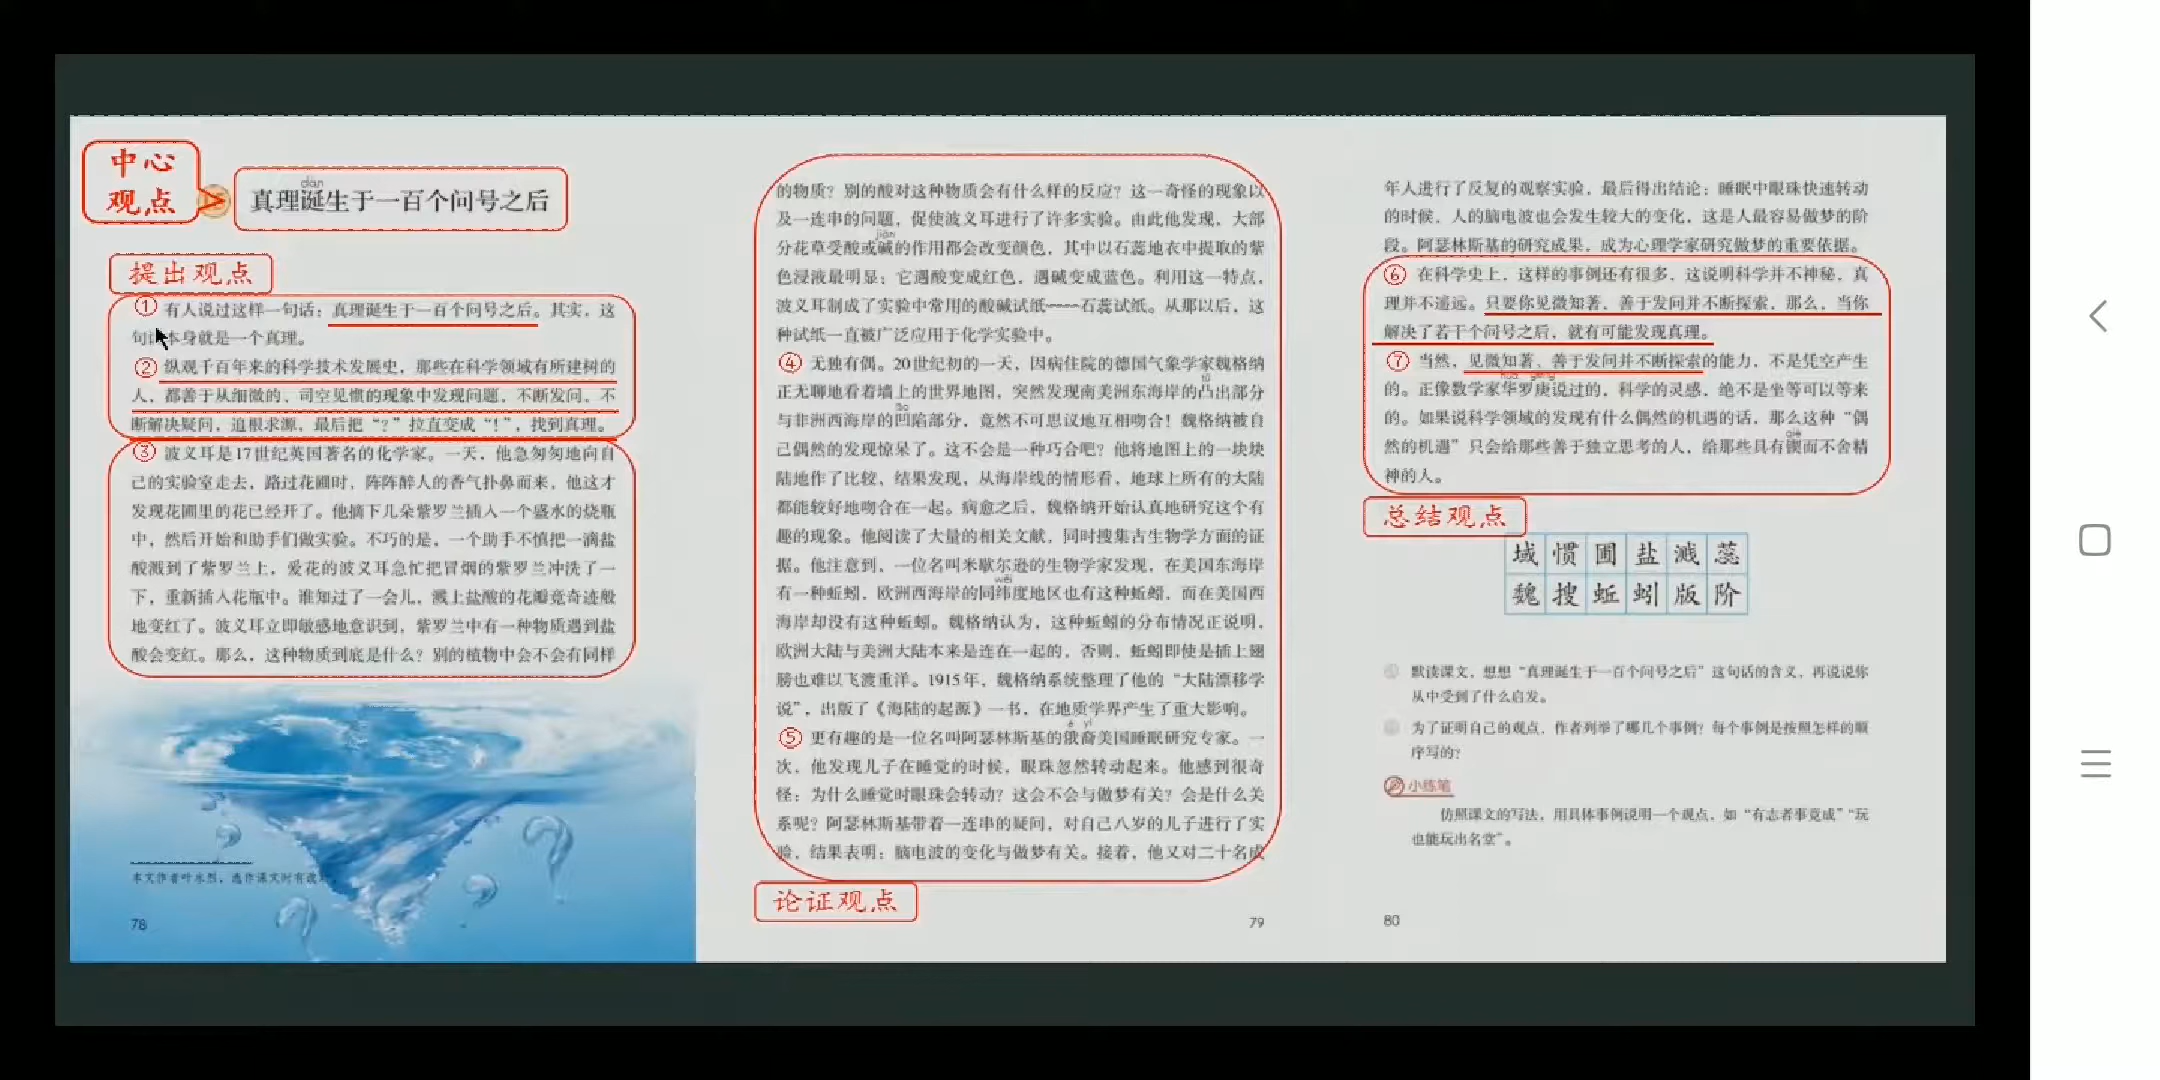 中心
观点
dàn
真理诞生于一百个问号之后
提出观点
① 有人说过这样一句话：真理诞生于一百个问号之后。其实，这
句话本身就是一个真理。
② 纵观千百年来的科学技术发展史，那些在科学领域有所建树的
人，都善于从细微的、司空见惯的现象中发现问题，不断发问，不
断解决疑问，追根求源，最后把“？”拉直变成“！”，找到真理。
③ 波义耳是17世纪英国著名的化学家。一天，他急匆匆地向自
己的实验室走去，路过花圃时，阵阵醉人的香气扑鼻而来，他这才
发现花圃里的花已经开了。他摘下几朵紫罗兰插入一个盛水的烧瓶
中，然后开始和助手们做实验。不巧的是，一个助手不慎把一滴盐
酸溅到了紫罗兰上，爱花的波义耳急忙把冒烟的紫罗兰冲洗了一
下，重新插入花瓶中。谁知过了一会儿，溅上盐酸的花瓣竟奇迹般
地变红了。波义耳立即敏感地意识到，紫罗兰中有一种物质遇到盐
酸会变红。那么，这种物质到底是什么？别的植物中会不会有同样
本文作者叶永烈，选作课文时有改
78
的物质？别的酸对这种物质会有什么样的反应？这一奇怪的现象以
及一连串的问题，促使波义耳进行了许多实验。由此他发现，大部
jiǎn
分花草受酸或碱的作用都会改变颜色，其中以石蕊地衣中提取的紫
色浸液最明显：它遇酸变成红色，遇碱变成蓝色。利用这一特点，
波义耳制成了实验中常用的酸碱试纸——石蕊试纸。从那以后，这
种试纸一直被广泛应用于化学实验中。
④ 无独有偶。20世纪初的一天，因病住院的德国气象学家魏格纳
tū
正无聊地看着墙上的世界地图，突然发现南美洲东海岸的凸出部分
āo
与非洲西海岸的凹陷部分，竟然不可思议地互相吻合！魏格纳被自
己偶然的发现惊呆了。这不会是一种巧合吧？他将地图上的一块块
陆地作了比较，结果发现，从海岸线的情形看，地球上所有的大陆
都能较好地吻合在一起。病愈之后，魏格纳开始认真地研究这个有
趣的现象。他阅读了大量的相关文献，同时搜集古生物学方面的证
据。他注意到，一位名叫米歇尔逊的生物学家发现，在美国东海岸
wěi
有一种蚯蚓，欧洲西海岸的同纬度地区也有这种蚯蚓，而在美国西
海岸却没有这种蚯蚓。魏格纳认为，这种蚯蚓的分布情况正说明，
欧洲大陆与美洲大陆本来是连在一起的，否则，蚯蚓即使是插上翅
膀也难以飞渡重洋。1915年，魏格纳系统整理了他的“大陆漂移学
说”，出版了《海陆的起源》一书，在地质学界产生了重大影响。
é yì
⑤ 更有趣的是一位名叫阿瑟林斯基的俄裔美国睡眠研究专家。一
次，他发现儿子在睡觉的时候，眼珠忽然转动起来。他感到很奇
怪：为什么睡觉时眼珠会转动？这会不会与做梦有关？会是什么关
系呢？阿瑟林斯基带着一连串的疑问，对自己八岁的儿子进行了实
验，结果表明：脑电波的变化与做梦有关。接着，他又对二十名成
论证观点
79
年人进行了反复的观察实验，最后得出结论：睡眠中眼珠快速转动
的时候，人的脑电波也会发生较大的变化，这是人最容易做梦的阶
段。阿瑟林斯基的研究成果，成为心理学家研究做梦的重要依据。
⑥ 在科学史上，这样的事例还有很多，这说明科学并不神秘，真
理并不遥远。只要你见微知著，善于发问并不断探索，那么，当你
解决了若干个问号之后，就有可能发现真理。
⑦ 当然，见微知著、善于发问并不断探索的能力，不是凭空产生
huà gēng
的。正像数学家华罗庚说过的，科学的灵感，绝不是坐等可以等来
的。如果说科学领域的发现有什么偶然的机遇的话，那么这种“偶
qiè
然的机遇”只会给那些善于独立思考的人，给那些具有锲而不舍精
神的人。
总结观点
域惯圃盐溅蕊
魏搜蚯蚓版阶
默读课文，想想“真理诞生于一百个问号之后”这句话的含义，再说说你
从中受到了什么启发。
为了证明自己的观点，作者列举了哪几个事例？每个事例是按照怎样的顺
序写的？
小练笔
仿照课文的写法，用具体事例说明一个观点，如“有志者事竟成”“玩
也能玩出名堂”。
80